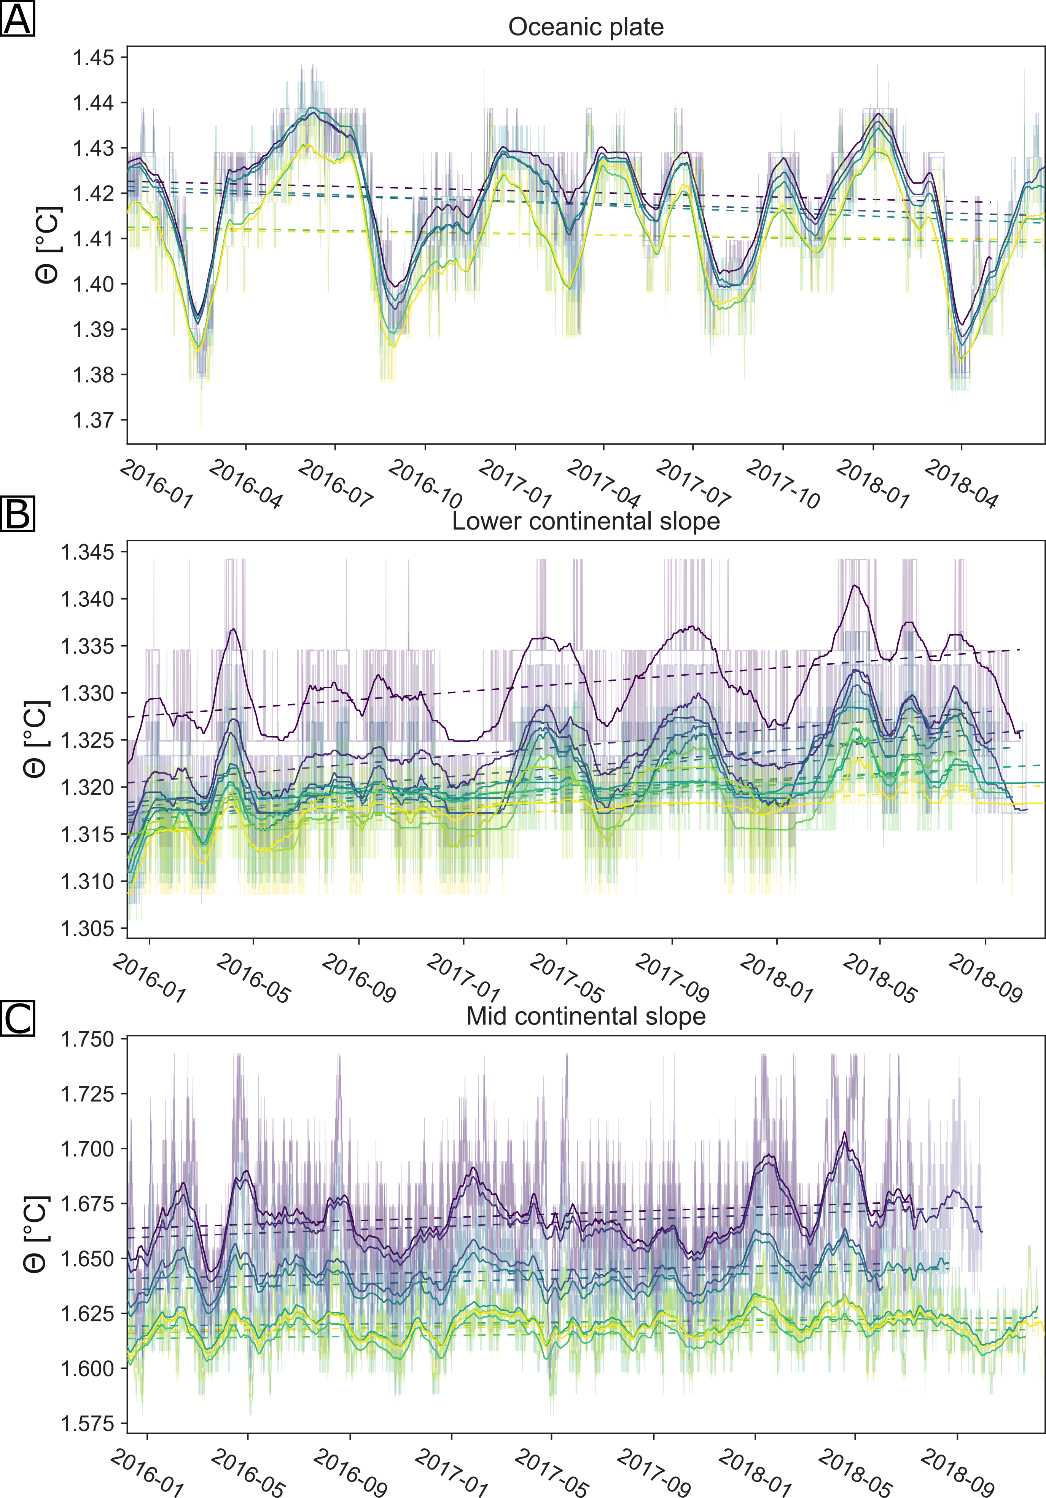 A
Oceanic plate
1.45
1.44
1.43
1.42
1.41
1.40
1.39
1.38
1.37
Θ [°C]
2016-01 2016-04 2016-07 2016-10 2017-01 2017-04 2017-07 2017-10 2018-01 2018-04
B
Lower continental slope
1.345
1.340
1.335
1.330
1.325
1.320
1.315
1.310
1.305
Θ [°C]
2016-01 2016-05 2016-09 2017-01 2017-05 2017-09 2018-01 2018-05 2018-09
C
Mid continental slope
1.750
1.725
1.700
1.675
1.650
1.625
1.600
1.575
Θ [°C]
2016-01 2016-05 2016-09 2017-01 2017-05 2017-09 2018-01 2018-05 2018-09